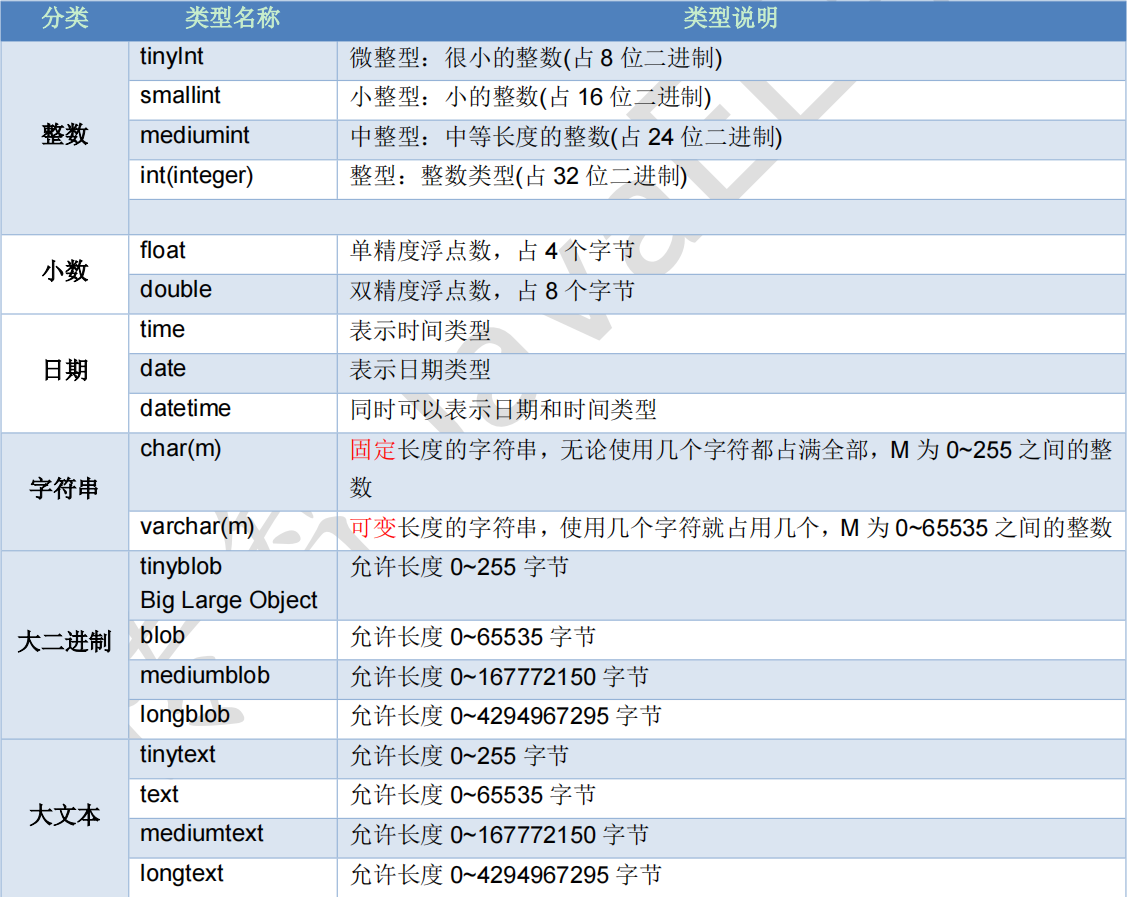 分类 类型名称 类型说明
整数
tinyInt 微整型：很小的整数(占 8 位二进制)
smallint 小整型：小的整数(占 16 位二进制)
mediumint 中整型：中等长度的整数(占 24 位二进制)
int(integer) 整型：整数类型(占 32 位二进制)
小数
float 单精度浮点数，占 4 个字节
double 双精度浮点数，占 8 个字节
日期
time 表示时间类型
date 表示日期类型
datetime 同时可以表示日期和时间类型
字符串
char(m) 固定长度的字符串，无论使用几个字符都占满全部，M 为 0~255 之间的整
数
varchar(m) 可变长度的字符串，使用几个字符就占用几个，M 为 0~65535 之间的整数
大二进制
tinyblob 允许长度 0~255 字节
Big Large Object
blob 允许长度 0~65535 字节
mediumblob 允许长度 0~167772150 字节
longblob 允许长度 0~4294967295 字节
大文本
tinytext 允许长度 0~255 字节
text 允许长度 0~65535 字节
mediumtext 允许长度 0~167772150 字节
longtext 允许长度 0~4294967295 字节